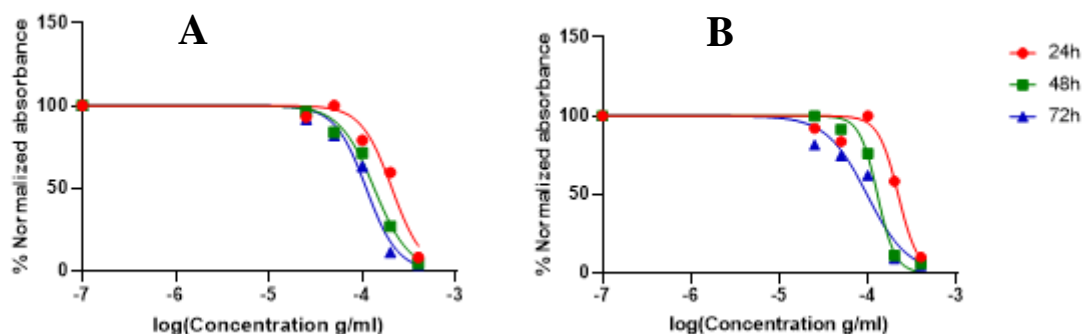 A
% Normalized absorbance
150
100
50
0
-7 -6 -5 -4 -3
log(Concentration g/ml)
B
% Normalized absorbance
150
100
50
0
-7 -6 -5 -4 -3
log(Concentration g/ml)
24h
48h
72h